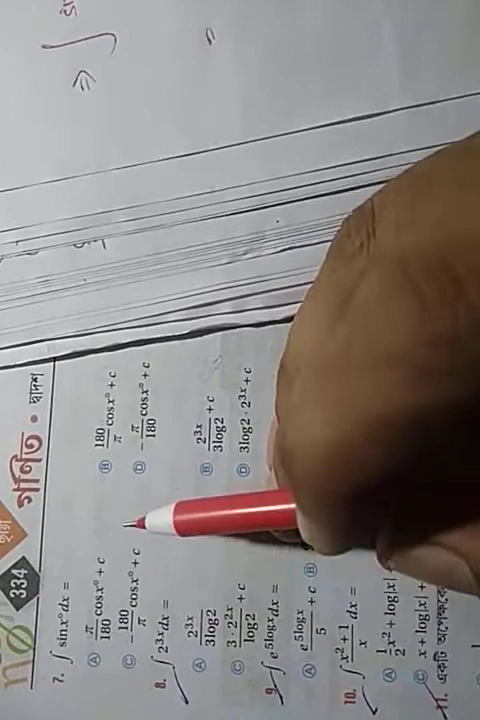 334
গণিত • দ্বাদশ
7. ∫ sinx° dx =
Ⓐ π/180 cosx° + c Ⓑ 180/π cosx° + c
Ⓒ −180/π cosx° + c Ⓓ −π/180 cosx° + c
8. ∫ 2^{3x} dx =
Ⓐ 2^{3x}/3log2 Ⓑ 2^{3x}/3log2 + c
Ⓒ 3 · 2^{2x}/log2 + c Ⓓ 3log2 · 2^{3x} + c
9. ∫ e^{5logx} dx =
Ⓐ e^{5logx}/5 + c Ⓑ
10. ∫ x²+1/x dx =
Ⓐ 1/2 x² + log|x|
Ⓒ x + log|x| +
11. একটি